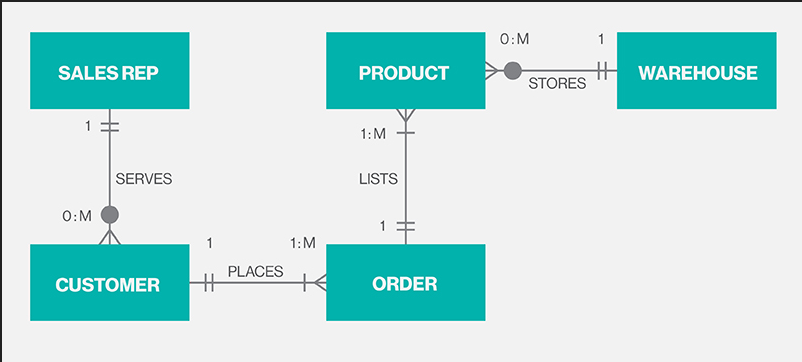 SALES REP
PRODUCT
0:M
1
STORES
WAREHOUSE
1
SERVES
0:M
1:M
LISTS
1
CUSTOMER
1
PLACES
1:M
ORDER